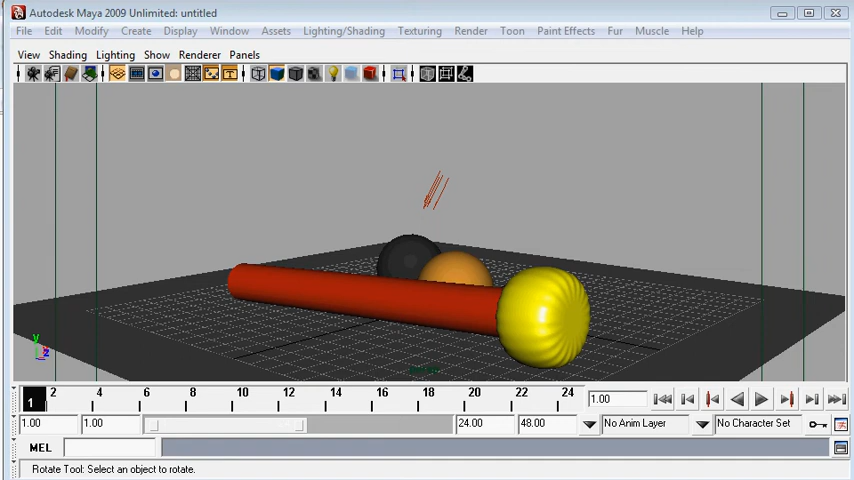 Autodesk Maya 2009 Unlimited: untitled
File Edit Modify Create Display Window Assets Lighting/Shading Texturing Render Toon Paint Effects Fur Muscle Help
View Shading Lighting Show Renderer Panels
y
z
2 4 6 8 10 12 14 16 18 20 22 24
1
1.00
1.00 1.00 24.00 48.00 No Anim Layer No Character Set
MEL
Rotate Tool: Select an object to rotate.